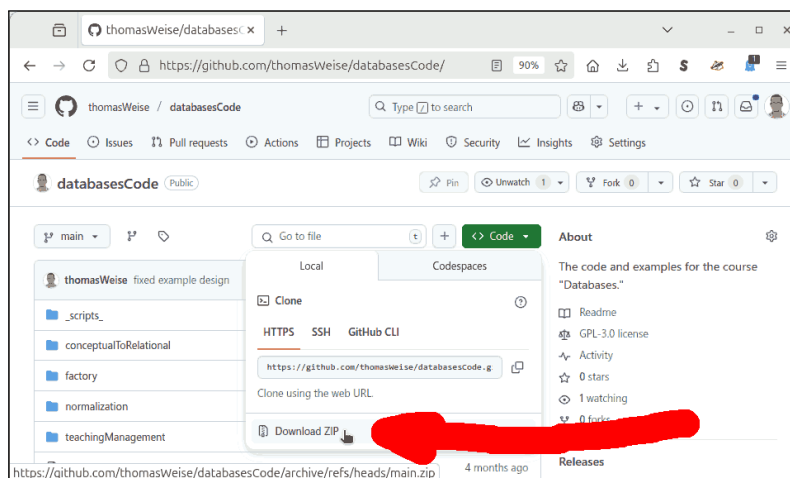 thomasWeise/databasesC
https://github.com/thomasWeise/databasesCode/
90%
thomasWeise / databasesCode
Type / to search
Code Issues Pull requests Actions Projects Wiki Security Insights Settings
databasesCode Public
Pin Unwatch 1 Fork 0 Star 0
main
Go to file t
Code
About
Local Codespaces
The code and examples for the course
"Databases."
thomasWeise fixed example design
Clone
Readme
_scripts_
HTTPS SSH GitHub CLI
GPL-3.0 license
conceptualToRelational
Activity
https://github.com/thomasWeise/databasesCode.g
0 stars
factory
Clone using the web URL.
1 watching
normalization
0 forks
Download ZIP
teachingManagement
Releases
4 months ago
https://github.com/thomasWeise/databasesCode/archive/refs/heads/main.zip